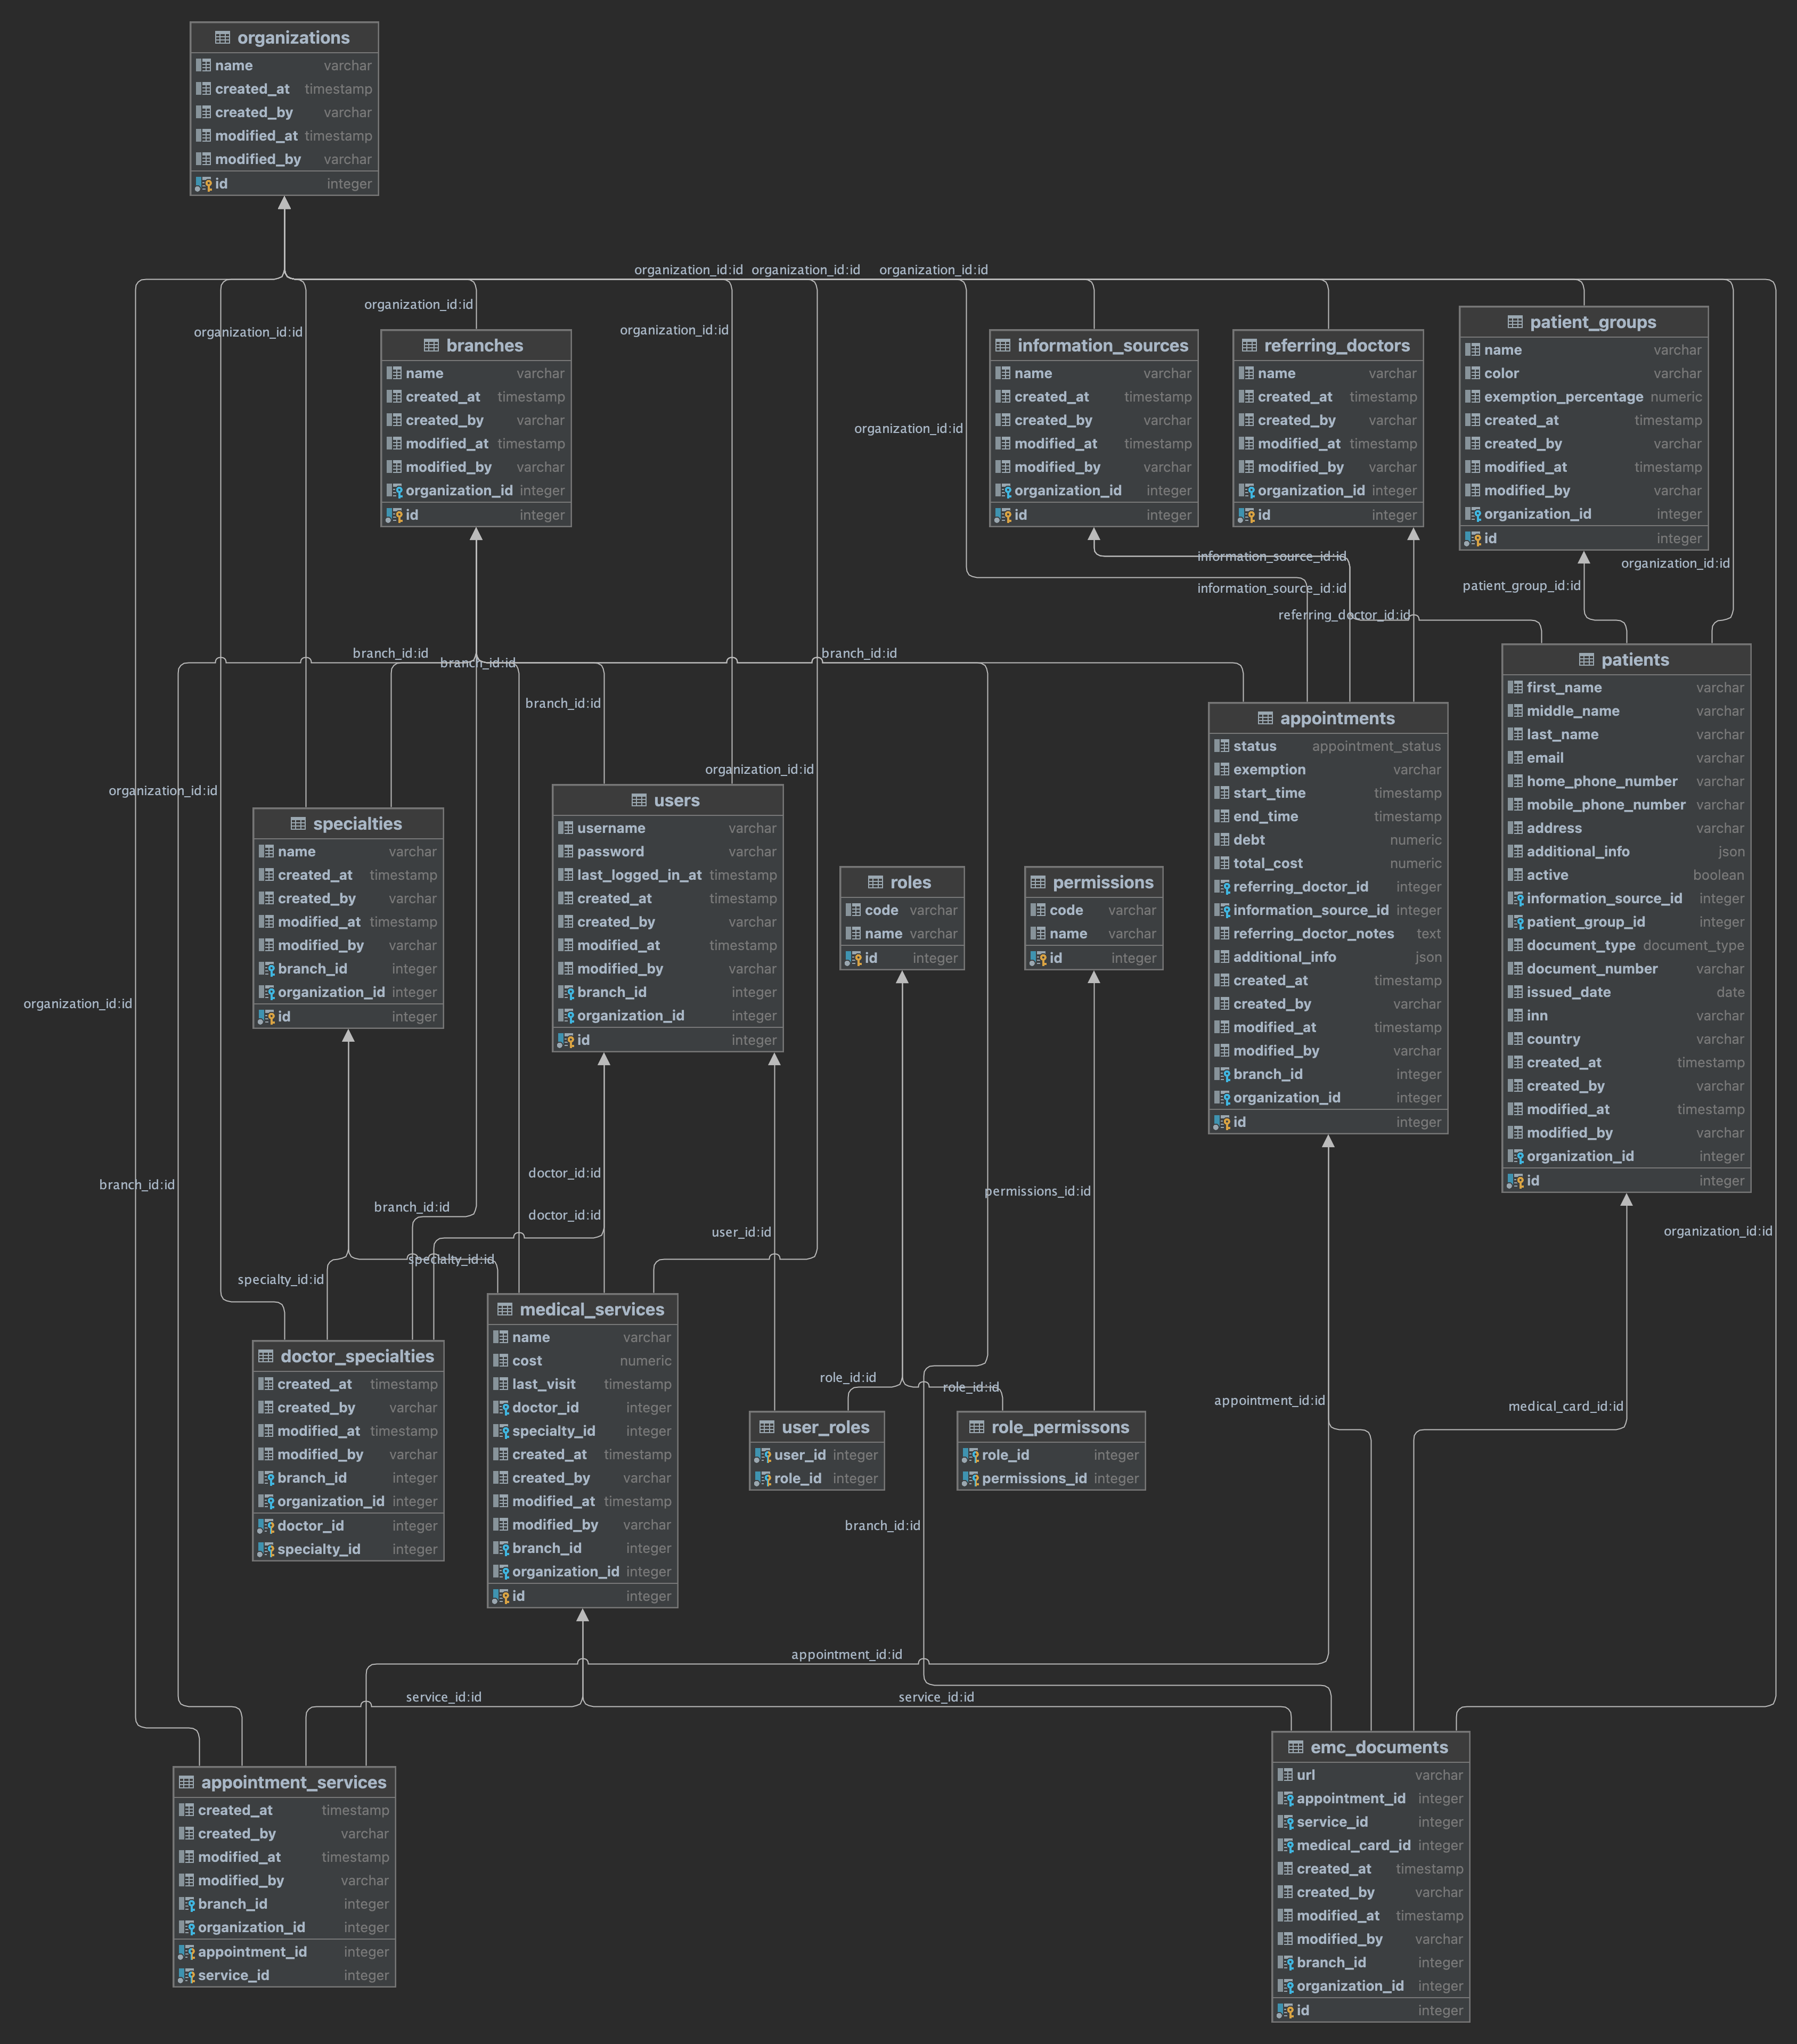 organizations
name varchar
created_at timestamp
created_by varchar
modified_at timestamp
modified_by varchar
id integer
organization_id:id organization_id:id organization_id:id
organization_id:id
organization_id:id
organization_id:id
branches
name varchar
created_at timestamp
created_by varchar
modified_at timestamp
modified_by varchar
organization_id integer
id integer
organization_id:id
information_sources
name varchar
created_at timestamp
created_by varchar
modified_at timestamp
modified_by varchar
organization_id integer
id integer
referring_doctors
name varchar
created_at timestamp
created_by varchar
modified_at timestamp
modified_by varchar
organization_id integer
id integer
patient_groups
name varchar
color varchar
exemption_percentage numeric
created_at timestamp
created_by varchar
modified_at timestamp
modified_by varchar
organization_id integer
id integer
information_source_id:id
organization_id:id
information_source_id:id
patient_group_id:id
referring_doctor_id:id
branch_id:id
branch_id:id
branch_id:id
branch_id:id
organization_id:id
organization_id:id
patients
first_name varchar
middle_name varchar
last_name varchar
email varchar
home_phone_number varchar
mobile_phone_number varchar
address varchar
additional_info json
active boolean
information_source_id integer
patient_group_id integer
document_type document_type
document_number varchar
issued_date date
inn varchar
country varchar
created_at timestamp
created_by varchar
modified_at timestamp
modified_by varchar
organization_id integer
id integer
appointments
status appointment_status
exemption varchar
start_time timestamp
end_time timestamp
debt numeric
total_cost numeric
referring_doctor_id integer
information_source_id integer
referring_doctor_notes text
additional_info json
created_at timestamp
created_by varchar
modified_at timestamp
modified_by varchar
branch_id integer
organization_id integer
id integer
users
username varchar
password varchar
last_logged_in_at timestamp
created_at timestamp
created_by varchar
modified_at timestamp
modified_by varchar
branch_id integer
organization_id integer
id integer
specialties
name varchar
created_at timestamp
created_by varchar
modified_at timestamp
modified_by varchar
branch_id integer
organization_id integer
id integer
roles
code varchar
name varchar
id integer
permissions
code varchar
name varchar
id integer
organization_id:id
doctor_id:id
branch_id:id
permissions_id:id
branch_id:id
doctor_id:id
user_id:id
organization_id:id
specialty_id:id
specialty_id:id
medical_services
name varchar
cost numeric
last_visit timestamp
doctor_id integer
specialty_id integer
created_at timestamp
created_by varchar
modified_at timestamp
modified_by varchar
branch_id integer
organization_id integer
id integer
doctor_specialties
created_at timestamp
created_by varchar
modified_at timestamp
modified_by varchar
branch_id integer
organization_id integer
doctor_id integer
specialty_id integer
role_id:id
role_id:id
appointment_id:id
medical_card_id:id
user_roles
user_id integer
role_id integer
role_permissons
role_id integer
permissions_id integer
branch_id:id
appointment_id:id
service_id:id
service_id:id
emc_documents
url varchar
appointment_id integer
service_id integer
medical_card_id integer
created_at timestamp
created_by varchar
modified_at timestamp
modified_by varchar
branch_id integer
organization_id integer
id integer
appointment_services
created_at timestamp
created_by varchar
modified_at timestamp
modified_by varchar
branch_id integer
organization_id integer
appointment_id integer
service_id integer